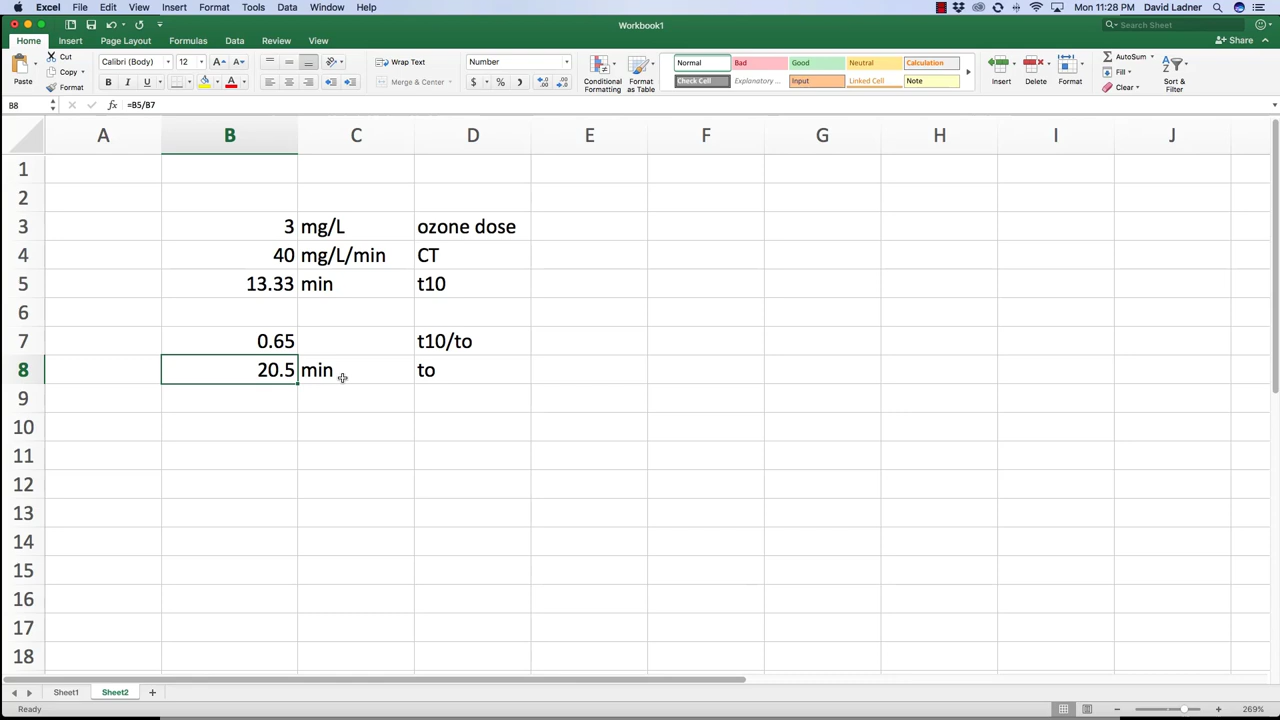 Excel File Edit View Insert Format Tools Data Window Help Mon 11:28 PM David Ladner
Workbook1 Search Sheet
Home Insert Page Layout Formulas Data Review View Share
Paste Cut Copy Format Calibri (Body) 12 A A Wrap Text Number Conditional Formatting Format as Table Normal Bad Good Neutral Calculation Insert Delete Format AutoSum Sort & Filter
B I U A Merge & Center $ % Check Cell Explanatory ... Input Linked Cell Note Fill Clear
B8 fx =B5/B7
A B C D E F G H I J
1
2
3 3 mg/L ozone dose
4 40 mg/L/min CT
5 13.33 min t10
6
7 0.65 t10/to
8 20.5 min to
9
10
11
12
13
14
15
16
17
18
Sheet1 Sheet2
Ready 269%